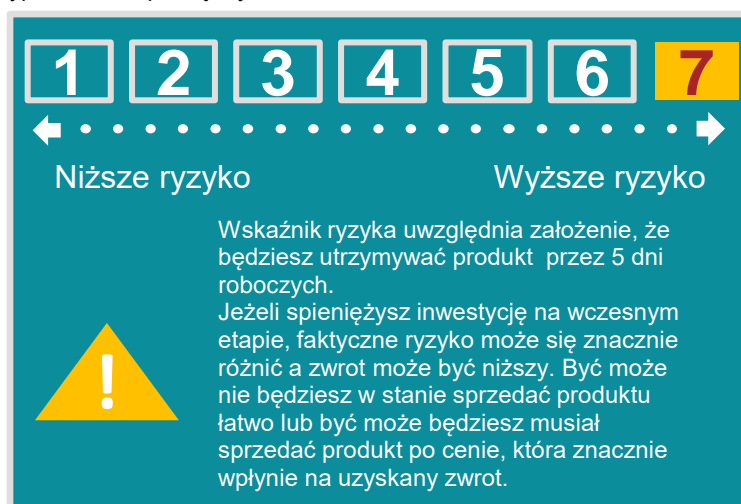 1 2 3 4 5 6 7
Niższe ryzyko Wyższe ryzyko
Wskaźnik ryzyka uwzględnia założenie, że
będziesz utrzymywać produkt przez 5 dni
roboczych.
Jeżeli spieniężysz inwestycję na wczesnym
etapie, faktyczne ryzyko może się znacznie
różnić a zwrot może być niższy. Być może
nie będziesz w stanie sprzedać produktu
łatwo lub być może będziesz musiał
sprzedać produkt po cenie, która znacznie
wpłynie na uzyskany zwrot.
!